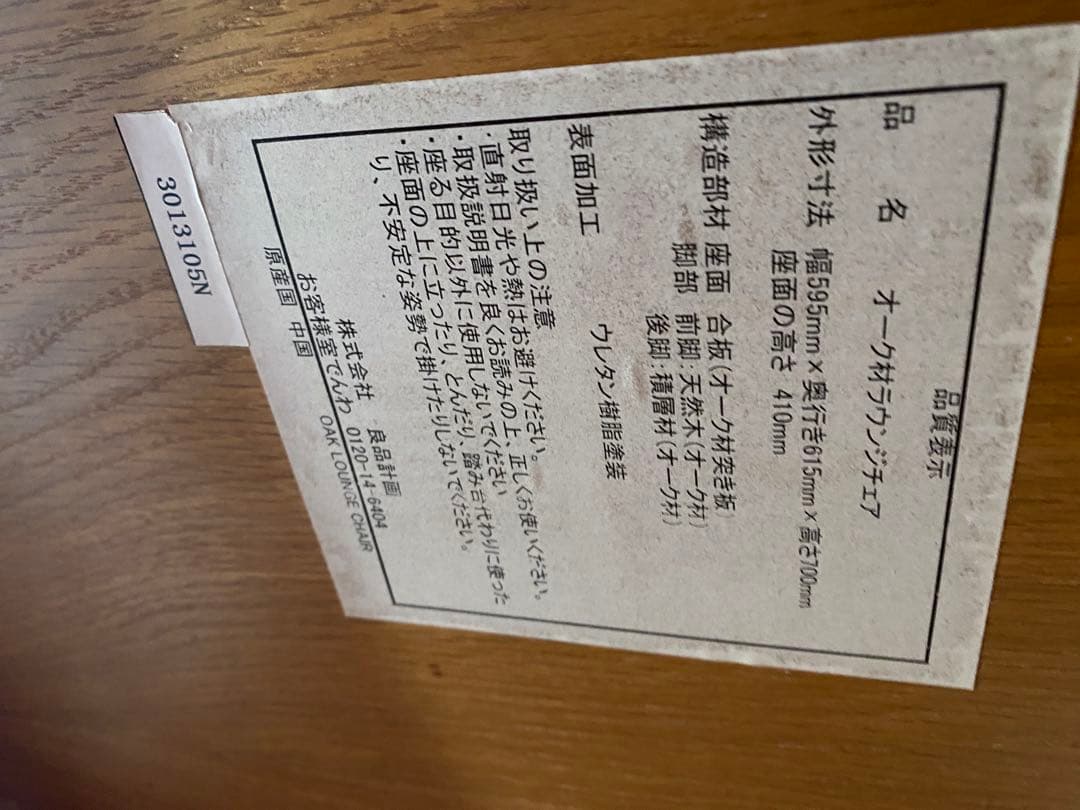 品質表示
品 名 オーク材ラウンジチェア
外形寸法 幅595mm×奥行き615mm×高さ700mm
座面の高さ 410mm
構造部材 座面 合板(オーク材突き板)
脚部 前脚:天然木(オーク材)
後脚:積層材(オーク材)
表面加工 ウレタン樹脂塗装
取り扱い上の注意
・直射日光や熱はお避けください。
・取扱説明書を良くお読みの上、正しくお使いください。
・座る目的以外に使用しないでください
・座面の上に立ったり、とんだり、踏み台代わりに使った
り、不安定な姿勢で掛けたりしないでください。
株式会社 良品計画
お客様室でんわ 0120-14-6404
原産国 中国 OAK LOUNGE CHAIR
3013105N